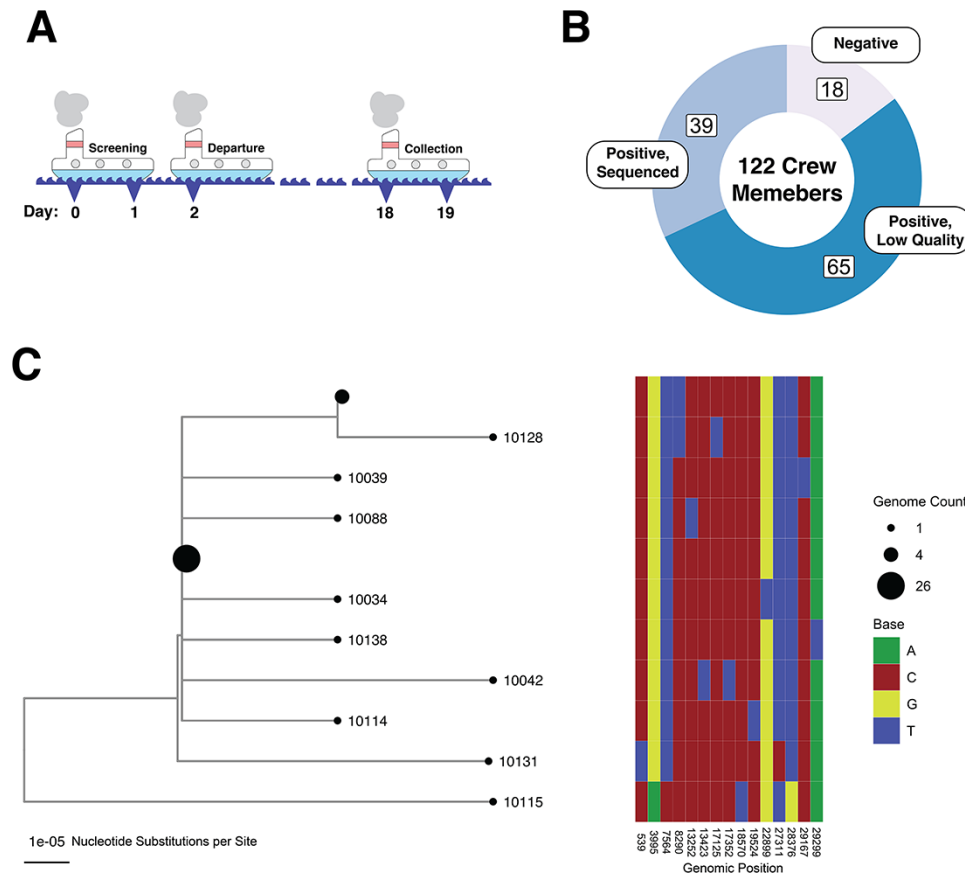 A
Screening
Departure
Collection
Day: 0 1 2 18 19
B
Negative
18
39
Positive,
Sequenced
122 Crew
Memebers
Positive,
Low Quality
65
C
10128
10039
10088
10034
10138
10042
10114
10131
10115
1e-05 Nucleotide Substitutions per Site
539
3995
7564
8290
13252
13423
17125
17352
18570
19524
22899
27311
28376
29167
29299
Genomic Position
Genome Count
1
4
26
Base
A
C
G
T